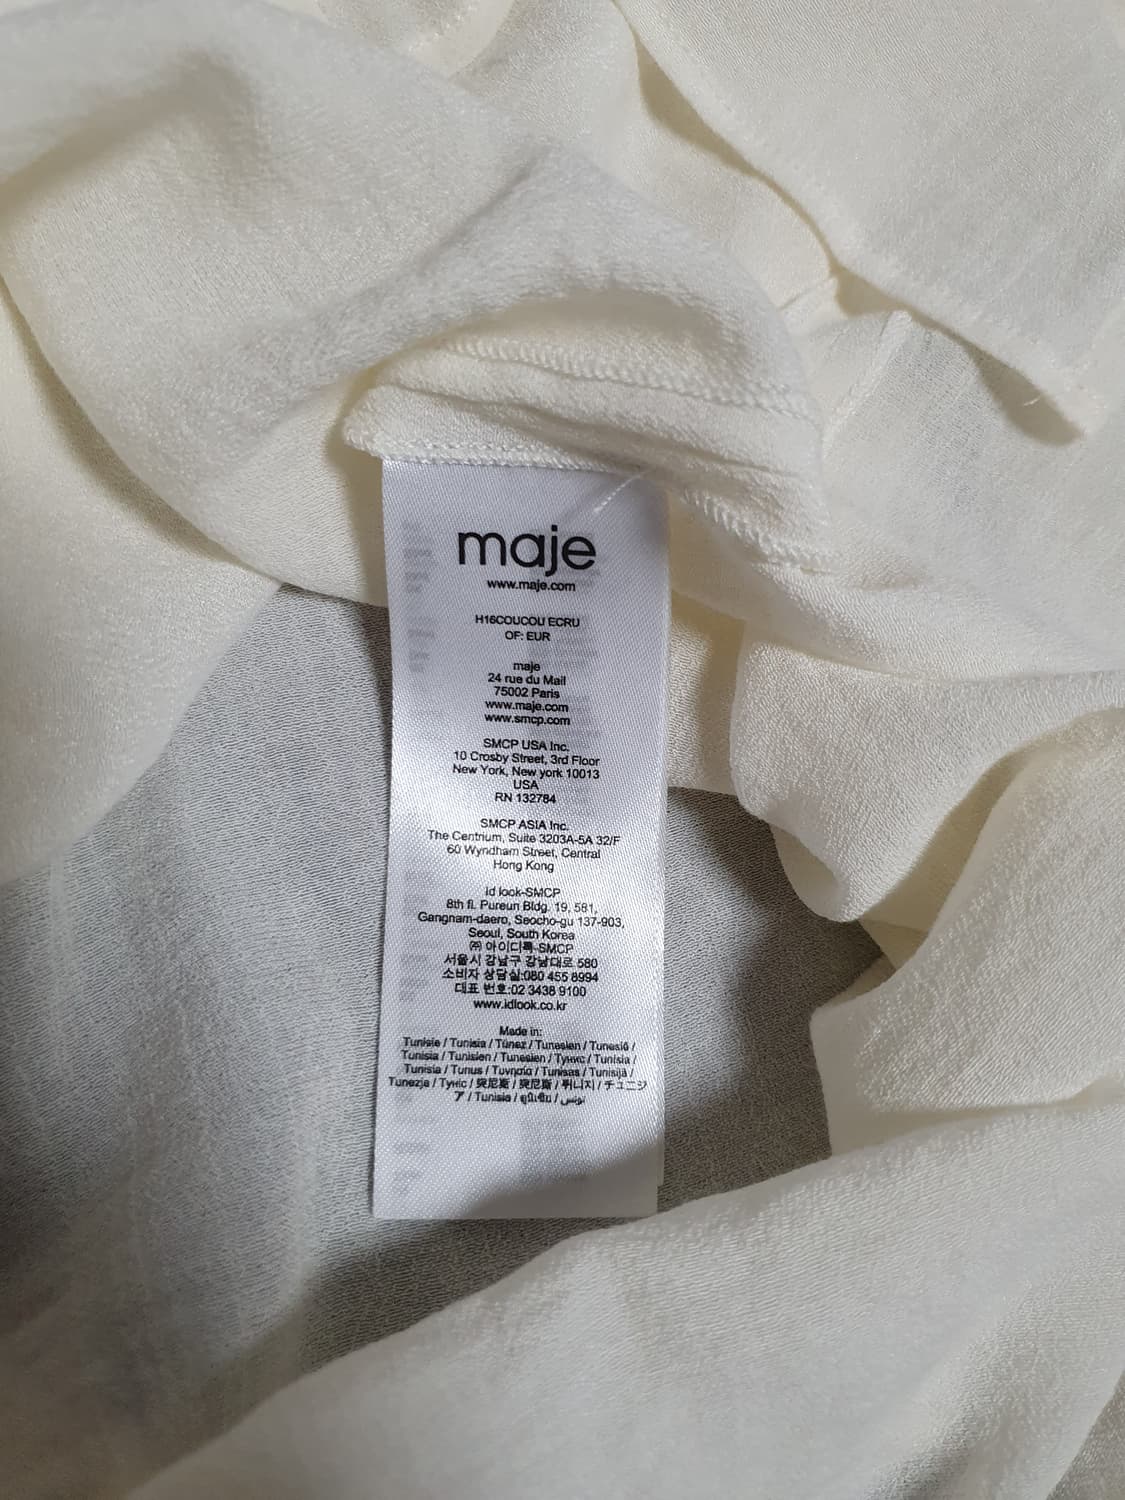 maje
www.maje.com
H16COUCOU ECRU
OF: EUR
maje
24 rue du Mail
75002 Paris
www.maje.com
www.smcp.com
SMCP USA Inc.
10 Crosby Street, 3rd Floor
New York, New york 10013
USA
RN 132784
SMCP ASIA Inc.
The Centrium, Suite 3203A-5A 32/F
60 Wyndham Street, Central
Hong Kong
id look-SMCP
8th fl. Pureun Bldg. 19, 581,
Gangnam-daero, Seocho-gu 137-903,
Seoul, South Korea
㈜ 아이디룩-SMCP
서울시 강남구 강남대로 580
소비자 상담실:080 455 8994
대표 번호:02 3438 9100
www.idlook.co.kr
Made in:
Tunisie / Tunisia / Túnez / Tunesien / Tunesië /
Tunisia / Tunisien / Tunesien / Тунис / Tunísia /
Tunisia / Tunus / Τυνησία / Tunisas / Tunisijā /
Tunezja / Туніс / 突尼斯 / 突尼斯 / 튀니지 / チュニジ
ア / Tunisia / ตูนิเซีย / تونس